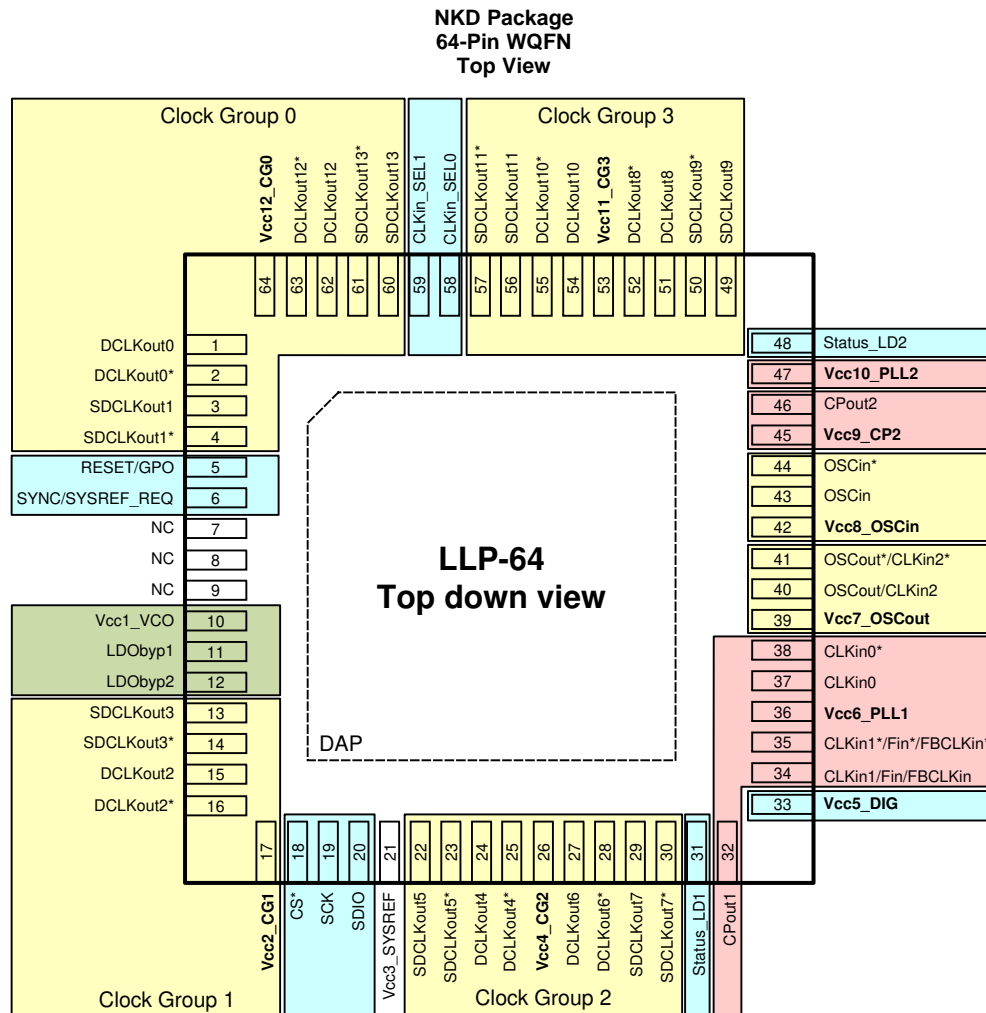 NKD Package
64-Pin WQFN
Top View
Clock Group 0
Clock Group 3
Vcc12_CG0
DCLKout12*
DCLKout12
SDCLKout13*
SDCLKout13
CLKin_SEL1
CLKin_SEL0
SDCLKout11*
SDCLKout11
DCLKout10*
DCLKout10
Vcc11_CG3
DCLKout8*
DCLKout8
SDCLKout9*
SDCLKout9
64
63
62
61
60
59
58
57
56
55
54
53
52
51
50
49
DCLKout0 1
DCLKout0* 2
SDCLKout1 3
SDCLKout1* 4
RESET/GPO 5
SYNC/SYSREF_REQ 6
NC 7
NC 8
NC 9
Vcc1_VCO 10
LDObyp1 11
LDObyp2 12
SDCLKout3 13
SDCLKout3* 14
DCLKout2 15
DCLKout2* 16
LLP-64
Top down view
DAP
48 Status_LD2
47 Vcc10_PLL2
46 CPout2
45 Vcc9_CP2
44 OSCin*
43 OSCin
42 Vcc8_OSCin
41 OSCout*/CLKin2*
40 OSCout/CLKin2
39 Vcc7_OSCout
38 CLKin0*
37 CLKin0
36 Vcc6_PLL1
35 CLKin1*/Fin*/FBCLKin*
34 CLKin1/Fin/FBCLKin
33 Vcc5_DIG
17
18
19
20
21
22
23
24
25
26
27
28
29
30
31
32
Vcc2_CG1
CS*
SCK
SDIO
Vcc3_SYSREF
SDCLKout5
SDCLKout5*
DCLKout4
DCLKout4*
Vcc4_CG2
DCLKout6
DCLKout6*
SDCLKout7
SDCLKout7*
Status_LD1
CPout1
Clock Group 1
Clock Group 2